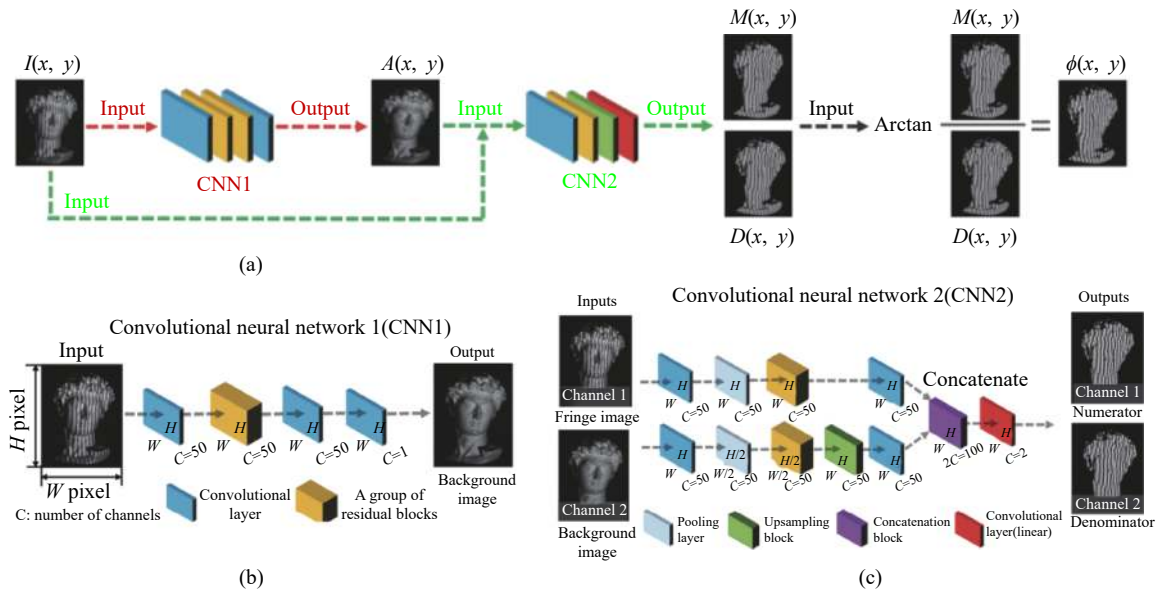 M(x, y)
M(x, y)
I(x, y)
A(x, y)
ϕ(x, y)
Input
Output
Input
Output
Input
Arctan
=
CNN1
CNN2
Input
D(x, y)
D(x, y)
(a)
Convolutional neural network 1(CNN1)
Input
Output
H pixel
W pixel
H
W
C=50
H
W
C=50
H
W
C=50
H
W
C=1
Background
image
C: number of channels
Convolutional
layer
A group of
residual blocks
(b)
Inputs
Convolutional neural network 2(CNN2)
Outputs
Channel 1
Fringe image
H
W
C=50
H
W
C=50
H
W
C=50
H
W
C=50
Concatenate
Channel 1
Numerator
H
W
C=50
H/2
W/2
C=50
H/2
W/2
C=50
H
W
C=50
H
W
C=50
H
W
2C=100
H
W
C=2
Channel 2
Background
image
Channel 2
Denominator
Pooling
layer
Upsampling
block
Concatenation
block
Convolutional
layer(linear)
(c)